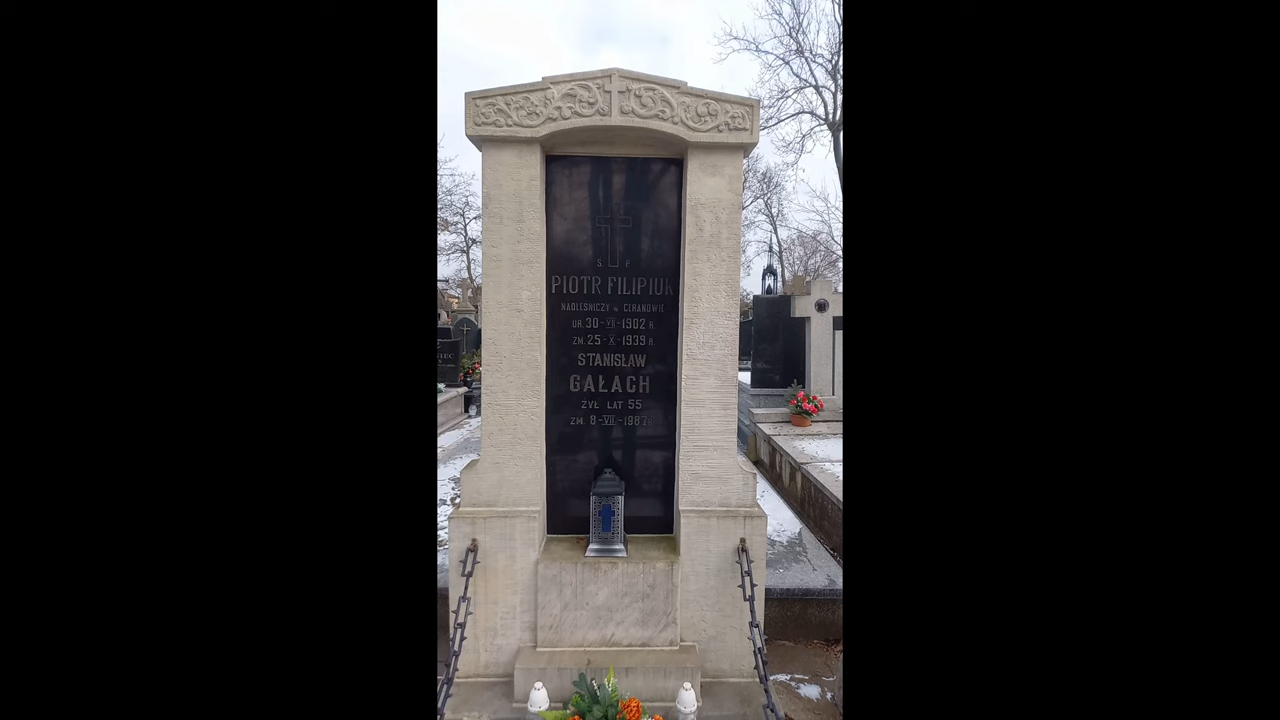 Ś. P.
PIOTR FILIPIUK
NADLEŚNICZY W CERANOWIE
UR. 30-VII-1902 R.
ZM. 25-X-1939 R.
STANISŁAW
GAŁACH
ŻYŁ LAT 55
ZM. 8-VII-1987 R.